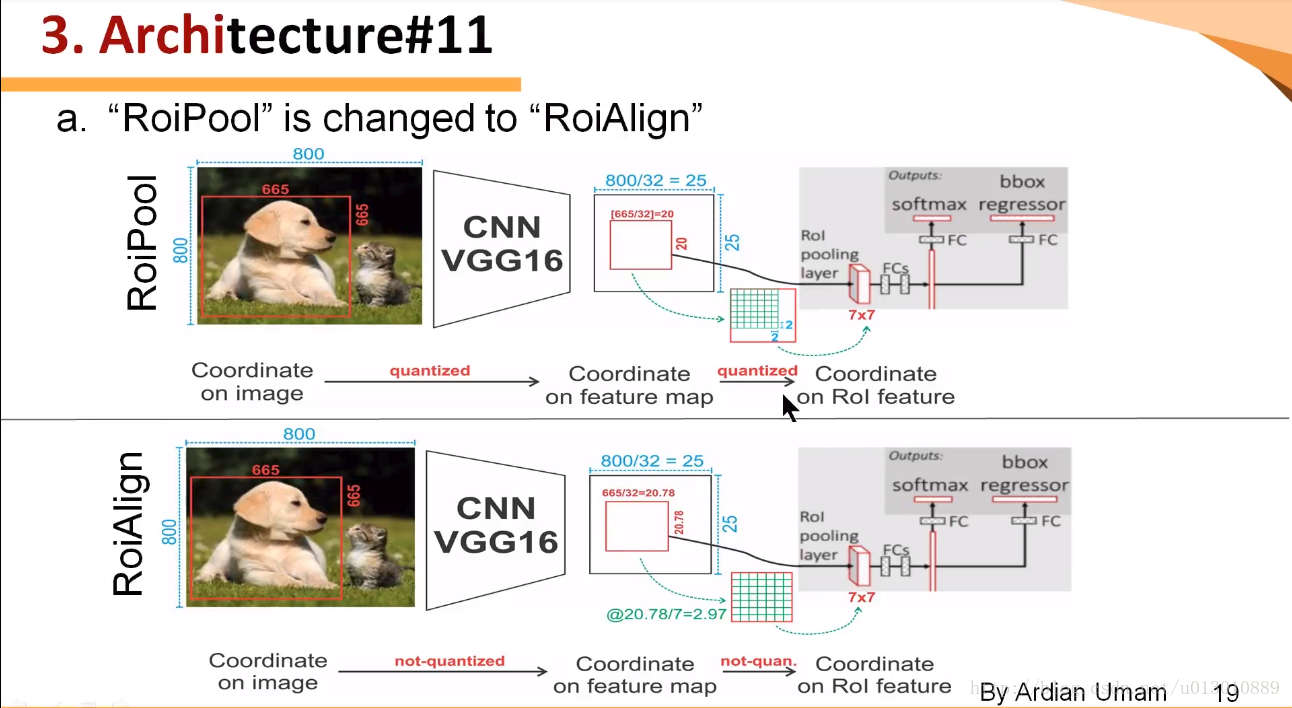 3. Architecture#11
a. “RoiPool” is changed to “RoiAlign”
RoiPool
800
800
665
665
CNN
VGG16
800/32 = 25
[665/32]=20
20
25
2
2
RoI
pooling
layer
7x7
FCs
Outputs:
softmax
bbox
regressor
FC
FC
Coordinate
on image
quantized
Coordinate
on feature map
quantized
Coordinate
on RoI feature
RoiAlign
800
800
665
665
CNN
VGG16
800/32 = 25
665/32=20.78
20.78
25
@20.78/7=2.97
RoI
pooling
layer
7x7
FCs
Outputs:
softmax
bbox
regressor
FC
FC
Coordinate
on image
not-quantized
Coordinate
on feature map
not-quan.
Coordinate
on RoI feature
By Ardian Umam
19